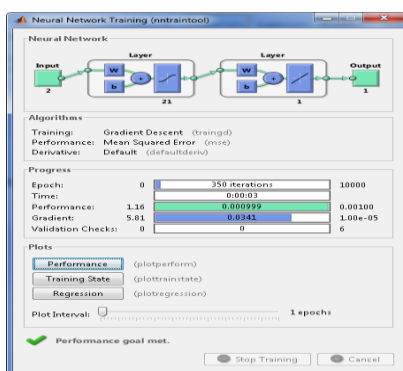 Neural Network Training (nntraintool)
Neural Network
Layer Layer
Input Output
W W
b b
2 21 1 1
Algorithms
Training: Gradient Descent (traingd)
Performance: Mean Squared Error (mse)
Derivative: Default (defaultderiv)
Progress
Epoch: 0 350 iterations 10000
Time: 0:00:03
Performance: 1.16 0.000999 0.00100
Gradient: 5.81 0.0341 1.00e-05
Validation Checks: 0 0 6
Plots
Performance (plotperform)
Training State (plottrainstate)
Regression (plotregression)
Plot Interval: 1 epochs
Performance goal met.
Stop Training Cancel